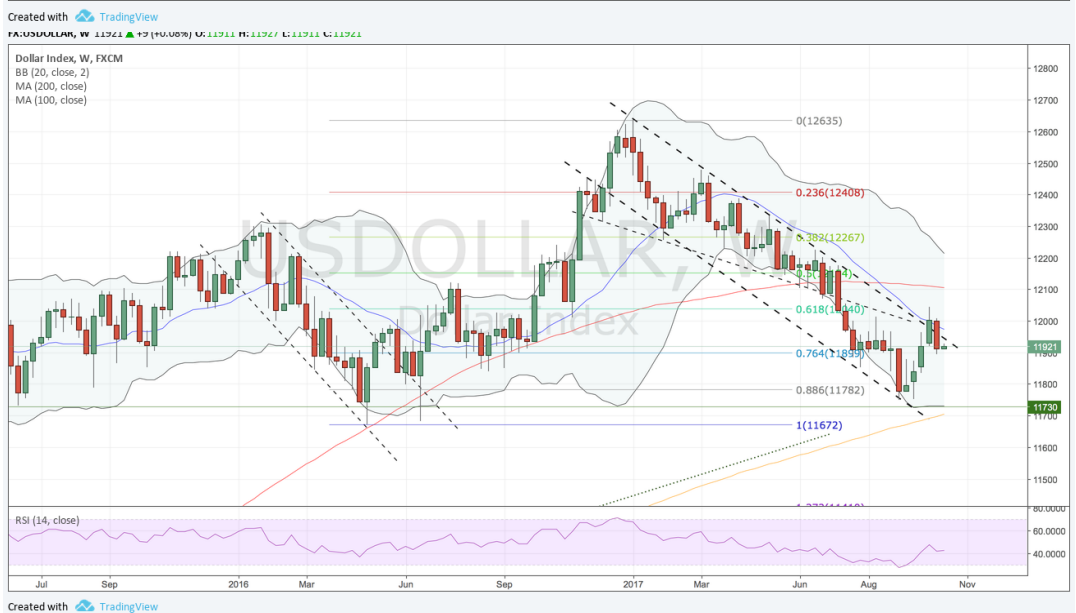 Created with TradingView
FX:USDOLLAR, W 11921 ▲ +9 (+0.08%) O:11911 H:11927 L:11911 C:11921
Dollar Index, W, FXCM
BB (20, close, 2)
MA (200, close)
MA (100, close)
USDOLLAR, W
Dollar Index
0(12635)
0.236(12408)
0.382(12267)
0.618(12040)
0.764(11899)
0.886(11782)
1(11672)
12800
12700
12600
12500
12400
12300
12200
12100
12000
11921
11900
11800
11730
11700
11600
11500
RSI (14, close)
80.0000
60.0000
40.0000
Jul Sep 2016 Mar Jun Sep 2017 Mar Jun Aug Nov
Created with TradingView